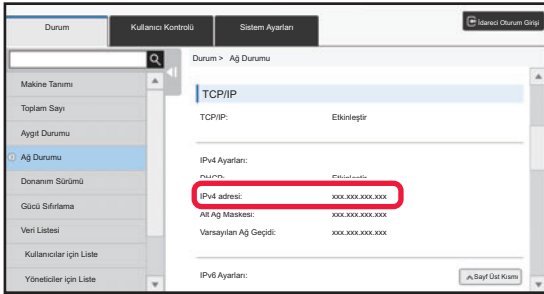 Durum
Kullanıcı Kontrolü
Sistem Ayarları
İdareci Oturum Girişi
Durum > Ağ Durumu
Makine Tanımı
Toplam Sayı
Aygıt Durumu
Ağ Durumu
Donanım Sürümü
Gücü Sıfırlama
Veri Listesi
Kullanıcılar için Liste
Yöneticiler için Liste
TCP/IP
TCP/IP: Etkinleştir
IPv4 Ayarları:
DHCP: Etkinleştir
IPv4 adresi: xxx.xxx.xxx.xxx
Alt Ağ Maskesi: xxx.xxx.xxx.xxx
Varsayılan Ağ Geçidi: xxx.xxx.xxx.xxx
IPv6 Ayarları:
Sayf Üst Kısmı